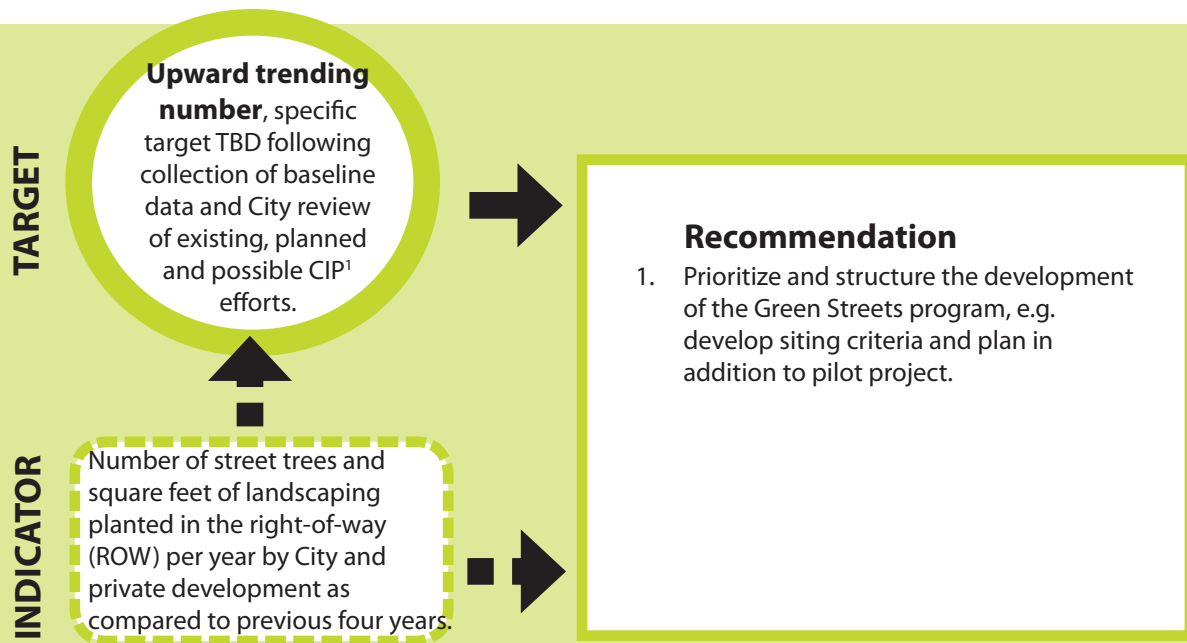 TARGET
Upward trending
number, specific
target TBD following
collection of baseline
data and City review
of existing, planned
and possible CIP¹
efforts.
INDICATOR
Number of street trees and
square feet of landscaping
planted in the right-of-way
(ROW) per year by City and
private development as
compared to previous four years.
Recommendation
1. Prioritize and structure the development
of the Green Streets program, e.g.
develop siting criteria and plan in
addition to pilot project.